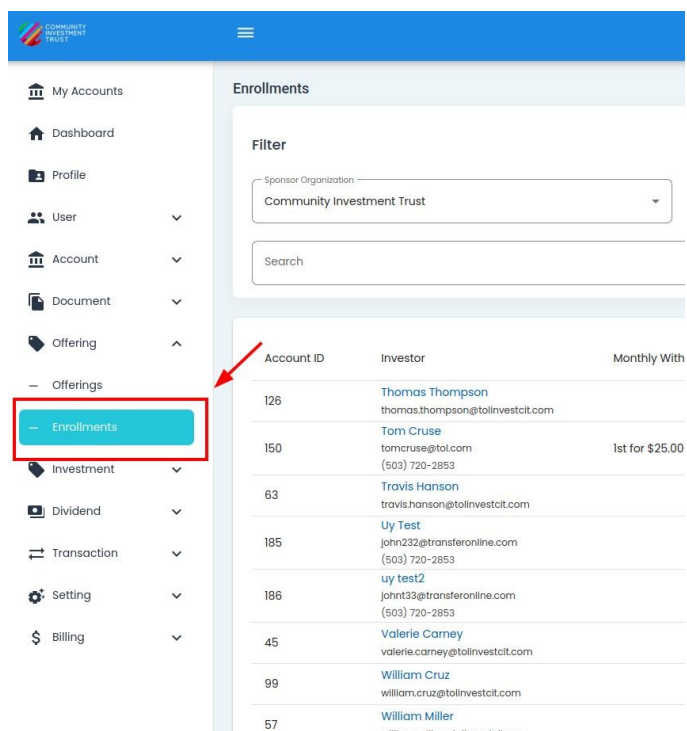 COMMUNITY
INVESTMENT
TRUST
My Accounts
Dashboard
Profile
User
Account
Document
Offering
– Offerings
– Enrollments
Investment
Dividend
Transaction
Setting
Billing
Enrollments
Filter
Sponsor Organization
Community Investment Trust
Search
Account ID Investor Monthly With
126 Thomas Thompson
thomas.thompson@tolinvestcit.com
150 Tom Cruse 1st for $25.00
tomcruse@tol.com
(503) 720-2853
63 Travis Hanson
travis.hanson@tolinvestcit.com
185 Uy Test
john232@transferonline.com
(503) 720-2853
186 uy test2
johnt33@transferonline.com
(503) 720-2853
45 Valerie Carney
valerie.carney@tolinvestcit.com
99 William Cruz
william.cruz@tolinvestcit.com
57 William Miller